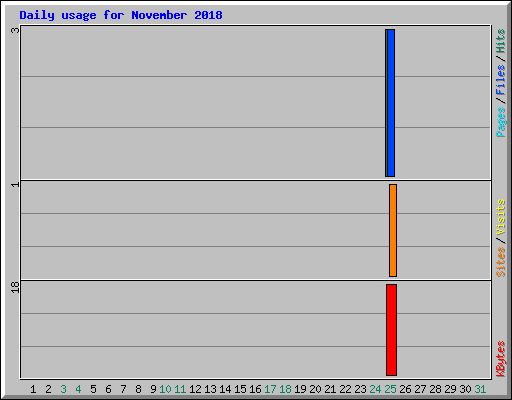 Daily usage for November 2018
3
Pages/Files/Hits
1
Sites/Visits
18
KBytes
1 2 3 4 5 6 7 8 9 10 11 12 13 14 15 16 17 18 19 20 21 22 23 24 25 26 27 28 29 30 31